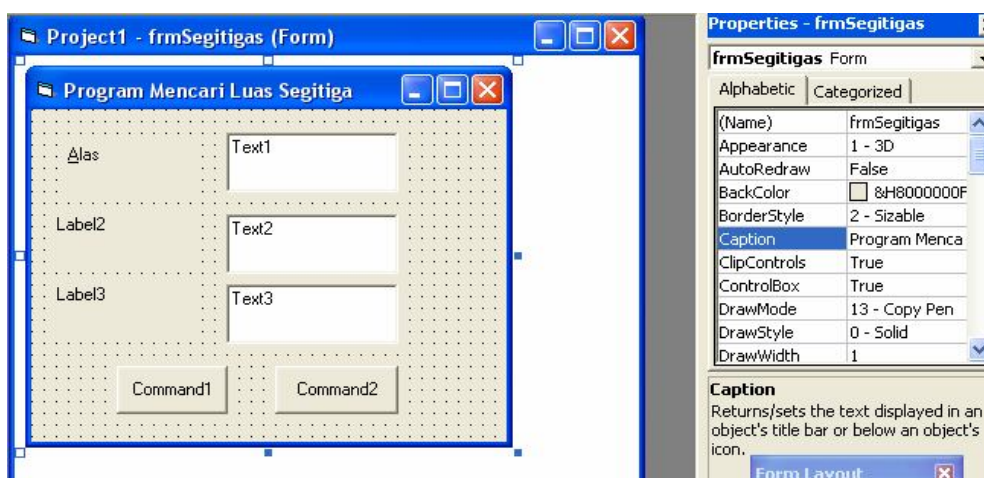 Project1 - frmSegitigas (Form)
Program Mencari Luas Segitiga
Alas
Text1
Label2
Text2
Label3
Text3
Command1
Command2
Properties - frmSegitigas
frmSegitigas Form
Alphabetic Categorized
(Name) frmSegitigas
Appearance 1 - 3D
AutoRedraw False
BackColor &H8000000F
BorderStyle 2 - Sizable
Caption Program Menca
ClipControls True
ControlBox True
DrawMode 13 - Copy Pen
DrawStyle 0 - Solid
DrawWidth 1
Caption
Returns/sets the text displayed in an
object's title bar or below an object's
icon.
Form Layout